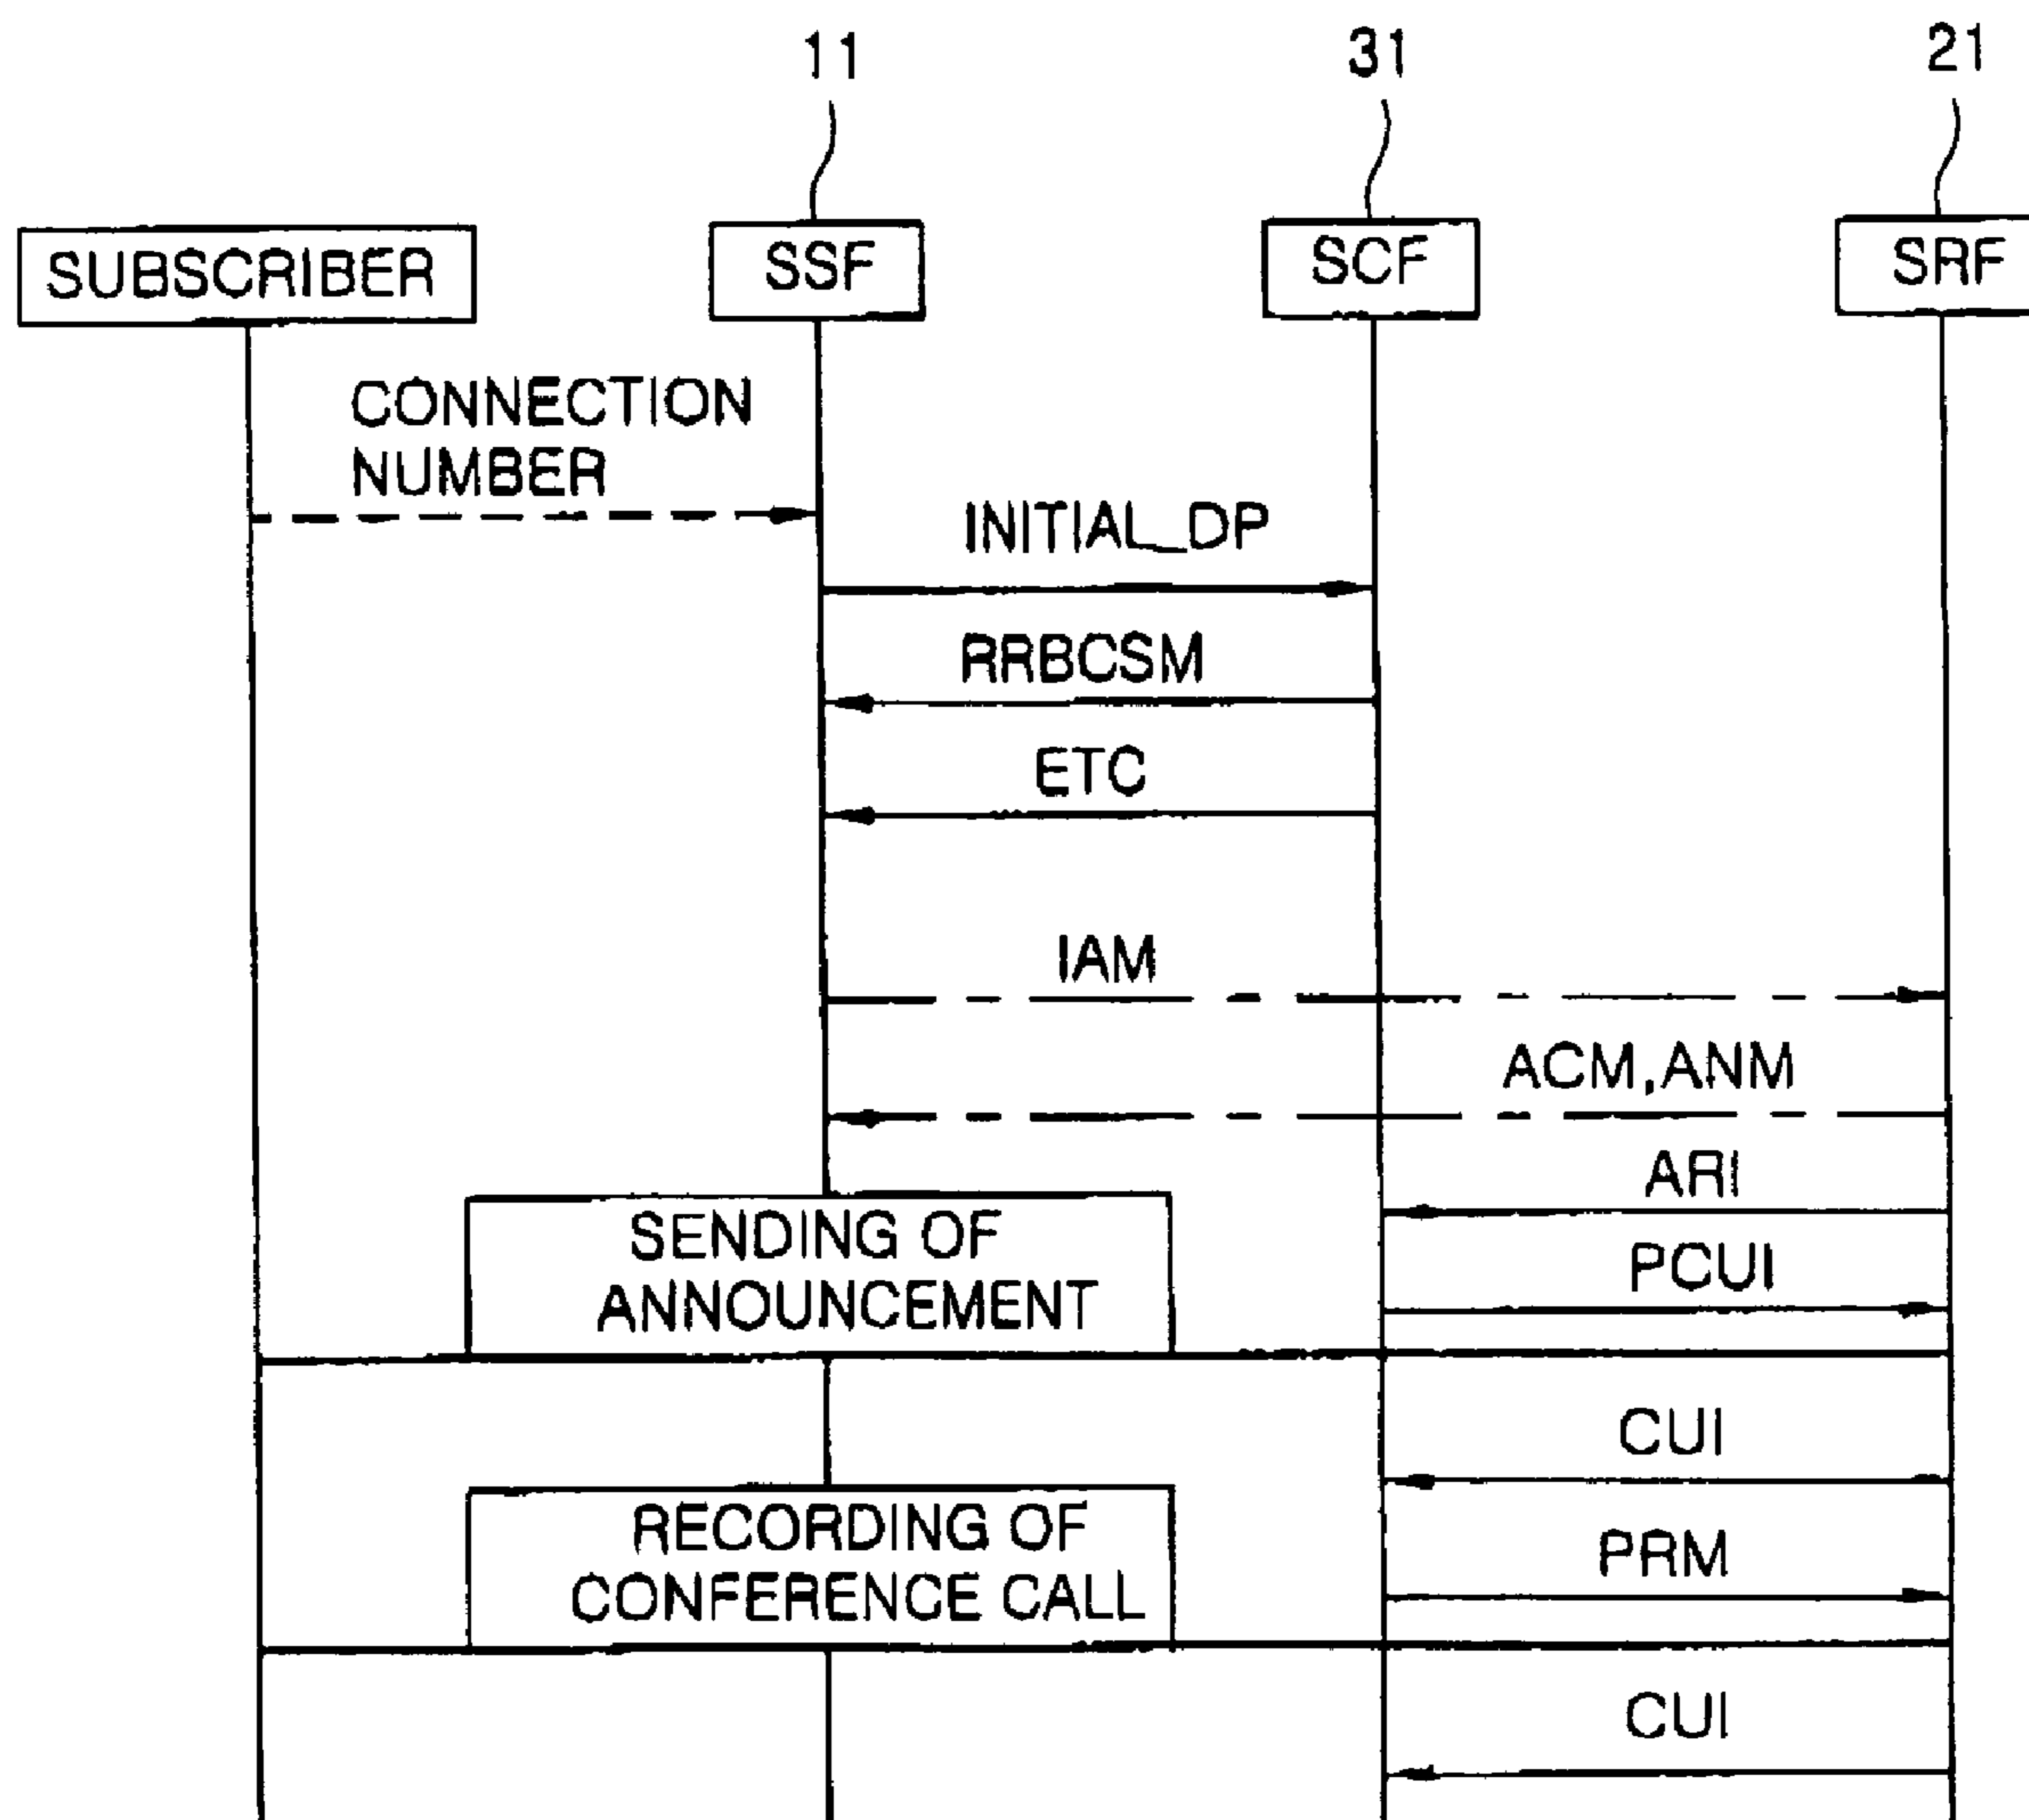 11
31
21
SUBSCRIBER
SSF
SCF
SRF
CONNECTION
NUMBER
INITIAL_DP
RRBCSM
ETC
IAM
ACM,ANM
ARI
SENDING OF
ANNOUNCEMENT
PCUI
CUI
RECORDING OF
CONFERENCE CALL
PRM
CUI